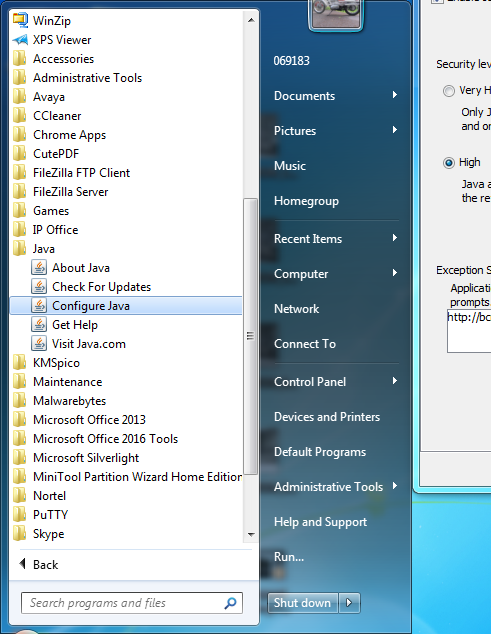 WinZip
XPS Viewer
Accessories
Administrative Tools
Avaya
CCleaner
Chrome Apps
CutePDF
FileZilla FTP Client
FileZilla Server
Games
IP Office
Java
About Java
Check For Updates
Configure Java
Get Help
Visit Java.com
KMSpico
Maintenance
Malwarebytes
Microsoft Office 2013
Microsoft Office 2016 Tools
Microsoft Silverlight
MiniTool Partition Wizard Home Edition
Nortel
PuTTY
Skype
Back
Search programs and files
069183
Documents
Pictures
Music
Homegroup
Recent Items
Computer
Network
Connect To
Control Panel
Devices and Printers
Default Programs
Administrative Tools
Help and Support
Run...
Shut down
Security lev
Very H
Only J
and or
High
Java a
the re
Exception S
Applicati
prompts.
http://bc